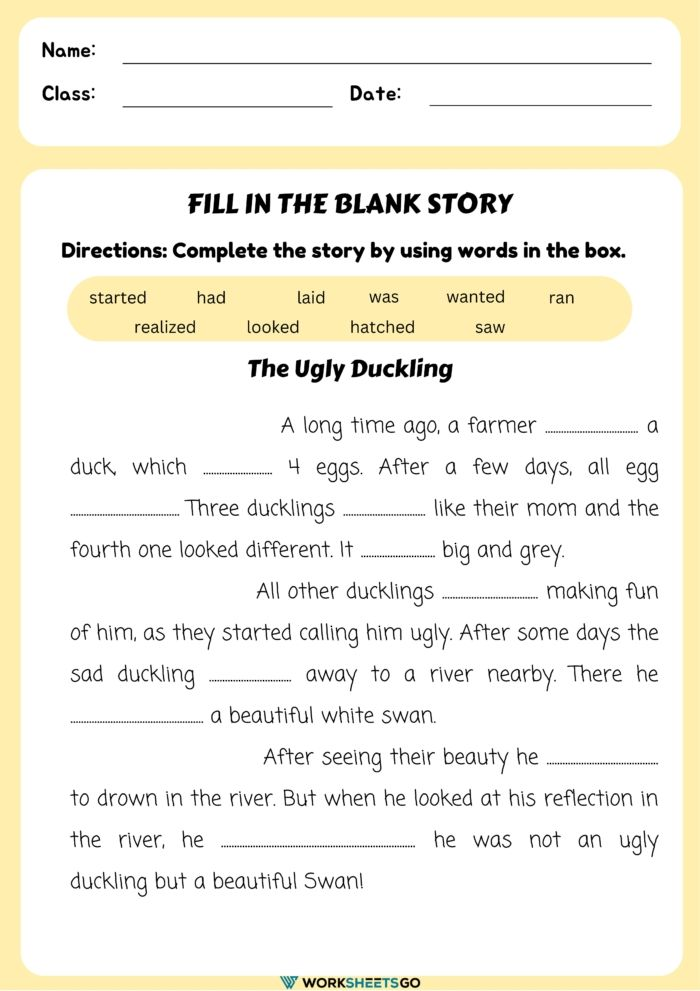 Name:
Class: Date:
FILL IN THE BLANK STORY
Directions: Complete the story by using words in the box.
started had laid was wanted ran
realized looked hatched saw
The Ugly Duckling
A long time ago, a farmer .................... a
duck, which .................... 4 eggs. After a few days, all egg
.................... Three ducklings .................... like their mom and the
fourth one looked different. It .................... big and grey.
All other ducklings .................... making fun
of him, as they started calling him ugly. After some days the
sad duckling .................... away to a river nearby. There he
.................... a beautiful white swan.
After seeing their beauty he ....................
to drown in the river. But when he looked at his reflection in
the river, he .................... he was not an ugly
duckling but a beautiful Swan!
WORKSHEETSGO